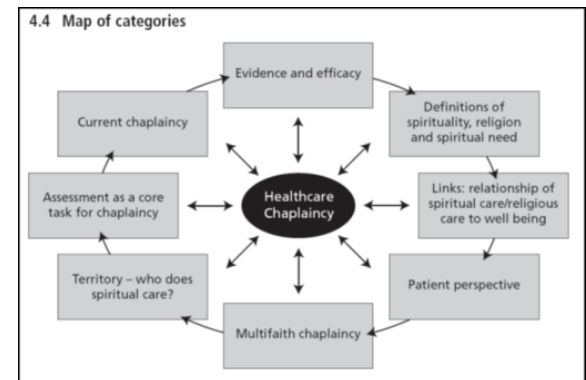 4.4 Map of categories
Evidence and efficacy
Definitions of
spirituality, religion
and spiritual need
Links: relationship of
spiritual care/religious
care to well being
Patient perspective
Multifaith chaplaincy
Territory – who does
spiritual care?
Assessment as a core
task for chaplaincy
Current chaplaincy
Healthcare
Chaplaincy